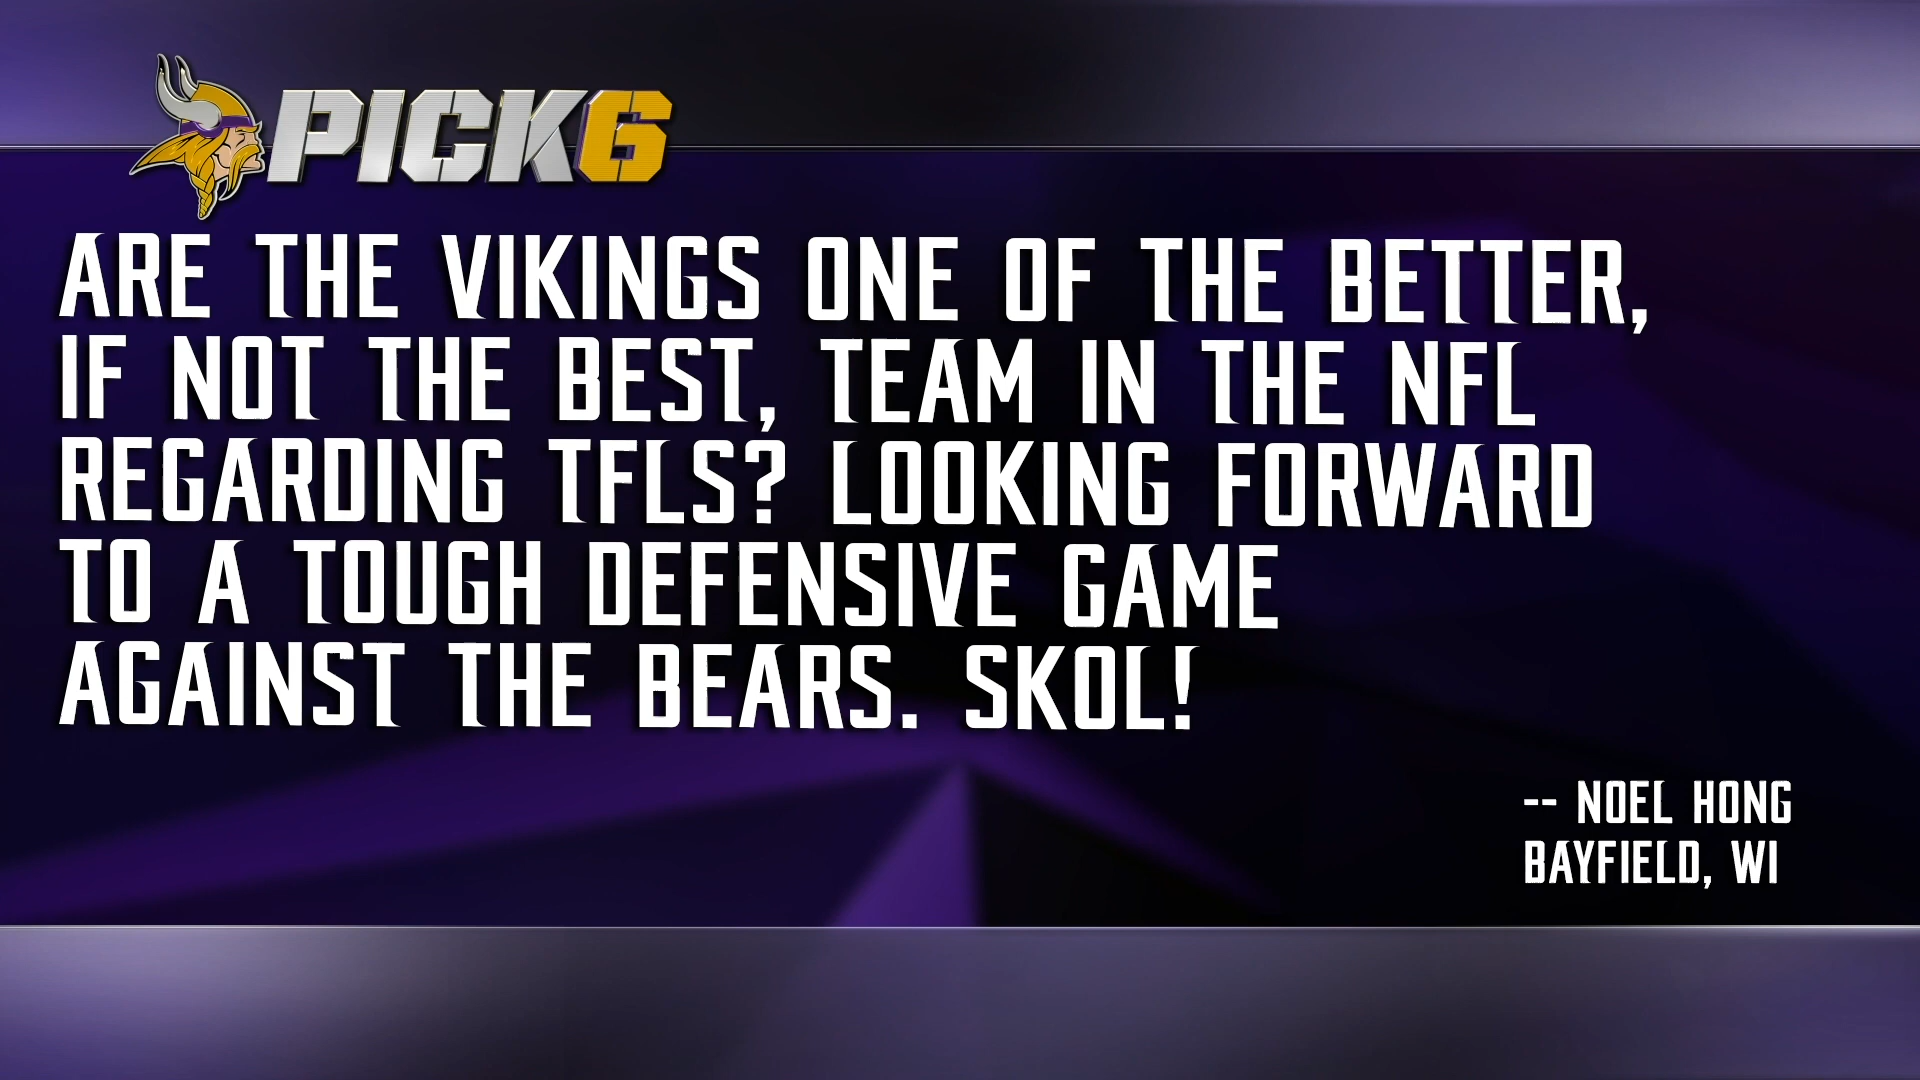 PICK6
ARE THE VIKINGS ONE OF THE BETTER,
IF NOT THE BEST, TEAM IN THE NFL
REGARDING TFLS? LOOKING FORWARD
TO A TOUGH DEFENSIVE GAME
AGAINST THE BEARS. SKOL!
-- NOEL HONG
BAYFIELD, WI